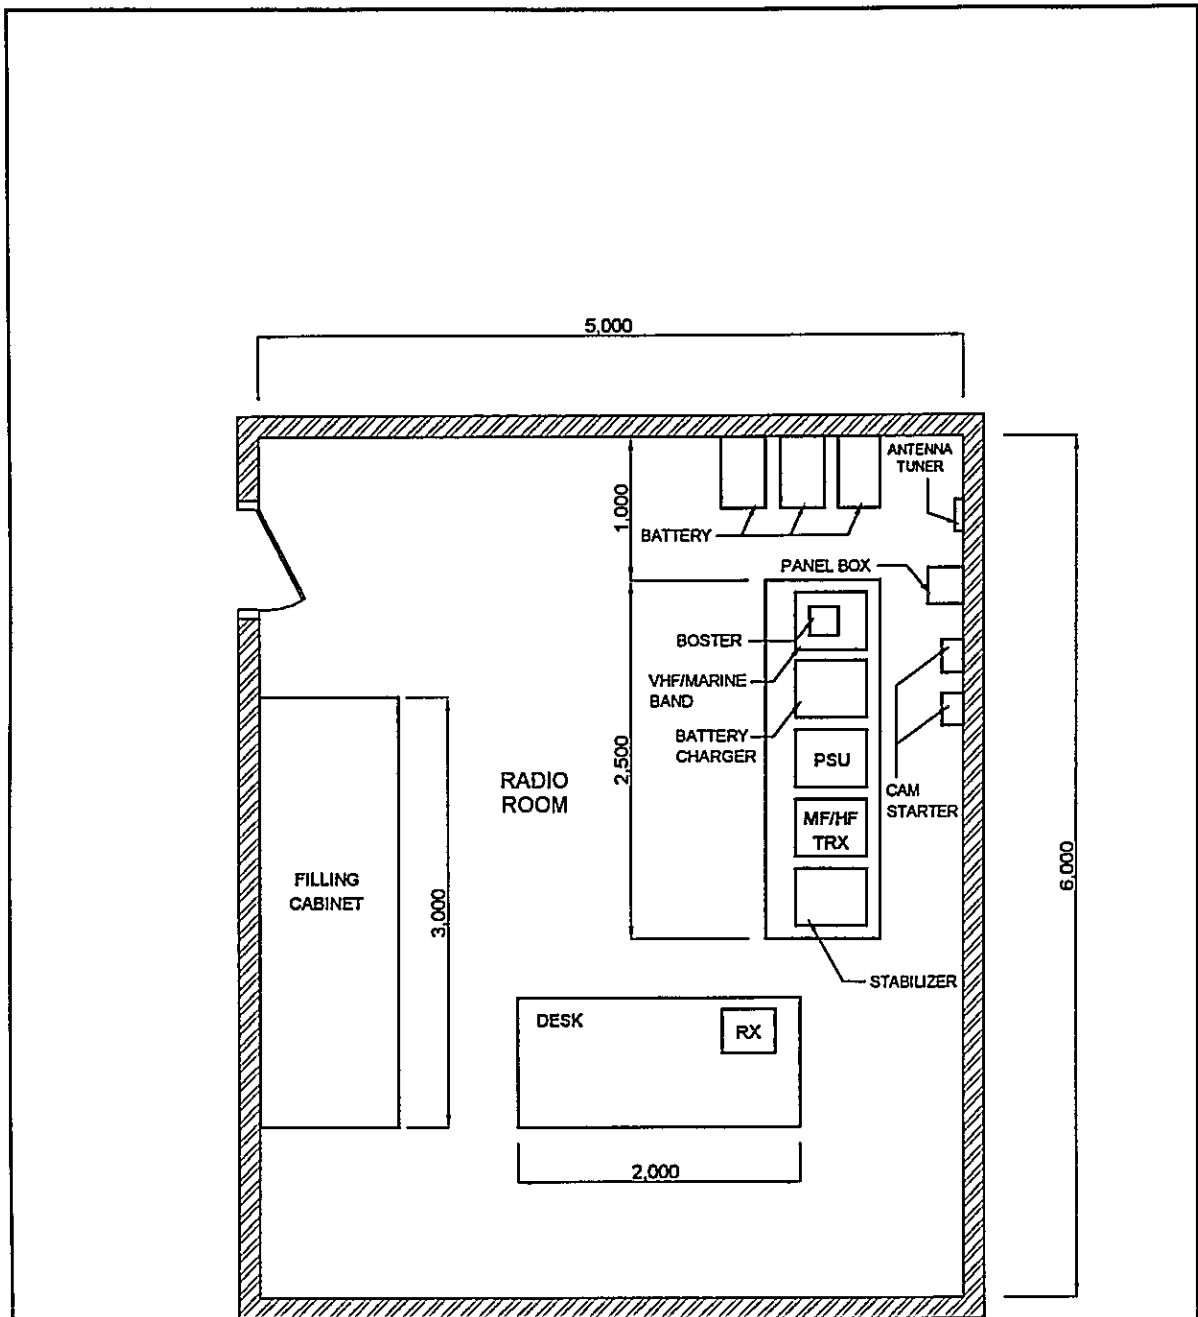 5,000
ANTENNA
TUNER
1,000
BATTERY
PANEL BOX
BOSTER
VHF/MARINE
BAND
BATTERY
CHARGER
PSU
2,500
RADIO
ROOM
CAM
STARTER
MF/HF
TRX
6,000
FILLING
CABINET
3,000
STABILIZER
DESK
RX
2,000